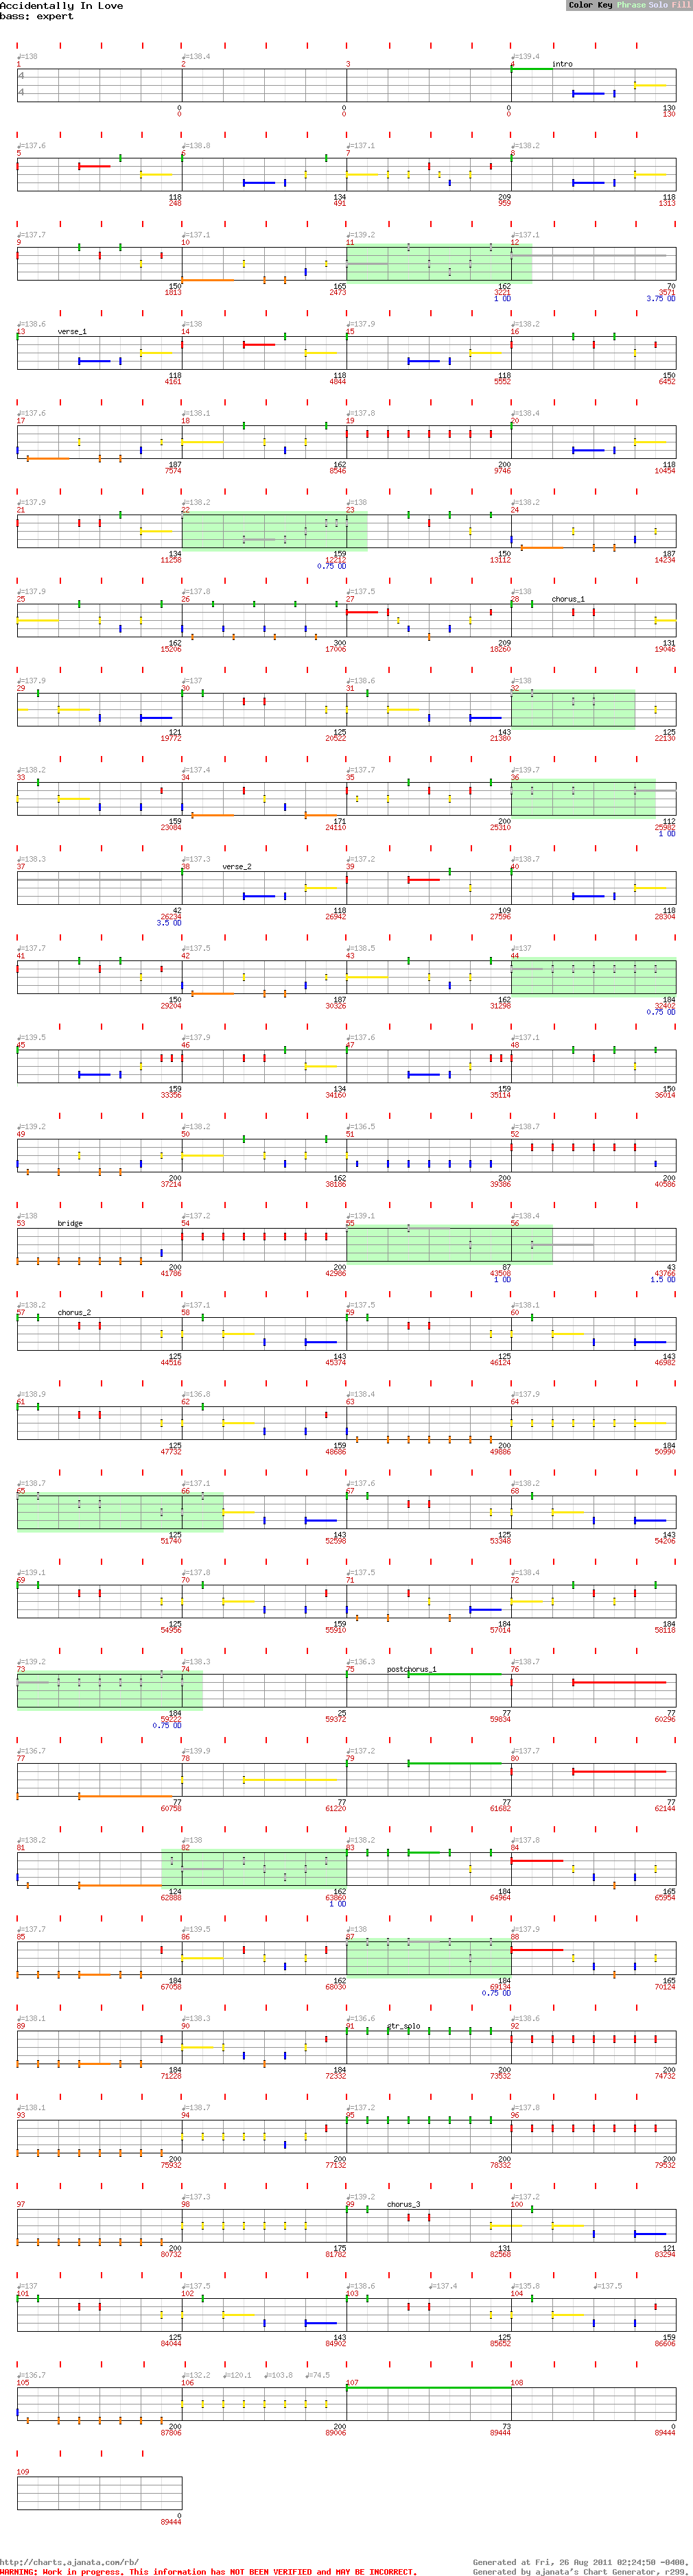 Accidentally In Love
bass: expert
Color Key Phrase Solo Fill
♩=138 ♩=138.4 ♩=139.4
1 2 3 4 intro
4
4
0 0 0 130
0 0 0 130
♩=137.6 ♩=138.8 ♩=137.1 ♩=138.2
5 6 7 8
118 134 209 118
248 491 959 1313
♩=137.7 ♩=137.1 ♩=139.2 ♩=137.1
9 10 11 12
150 165 162 70
1813 2473 3221 3571
1 OD 3.75 OD
♩=138.6 ♩=138 ♩=137.9 ♩=138.2
13 verse_1 14 15 16
118 118 118 150
4161 4844 5552 6452
♩=137.6 ♩=138.1 ♩=137.8 ♩=138.4
17 18 19 20
187 162 200 118
7574 8546 9746 10454
♩=137.9 ♩=138.2 ♩=138 ♩=138.2
21 22 23 24
134 159 150 187
11258 12212 13112 14234
0.75 OD
♩=137.9 ♩=137.8 ♩=137.5 ♩=138
25 26 27 28 chorus_1
162 300 209 131
15206 17006 18260 19046
♩=137.9 ♩=137 ♩=138.6 ♩=138
29 30 31 32
121 125 143 125
19772 20522 21380 22130
♩=138.2 ♩=137.4 ♩=137.7 ♩=139.7
33 34 35 36
159 171 200 112
23084 24110 25310 25982
1 OD
♩=138.3 ♩=137.3 ♩=137.2 ♩=138.7
37 38 verse_2 39 40
42 118 109 118
26234 26942 27596 28304
3.5 OD
♩=137.7 ♩=137.5 ♩=138.5 ♩=137
41 42 43 44
150 187 162 184
29204 30326 31298 32402
0.75 OD
♩=139.5 ♩=137.9 ♩=137.6 ♩=137.1
45 46 47 48
159 134 159 150
33356 34160 35114 36014
♩=139.2 ♩=138.2 ♩=136.5 ♩=138.7
49 50 51 52
200 162 200 200
37214 38186 39386 40586
♩=138 ♩=137.2 ♩=139.1 ♩=138.4
53 bridge 54 55 56
200 200 87 43
41786 42986 43508 43766
1 OD 1.5 OD
♩=138.2 ♩=137.1 ♩=137.5 ♩=138.1
57 chorus_2 58 59 60
125 143 125 143
44516 45374 46124 46982
♩=138.9 ♩=136.8 ♩=138.4 ♩=137.9
61 62 63 64
125 159 200 184
47732 48686 49886 50990
♩=138.7 ♩=137.1 ♩=137.6 ♩=138.2
65 66 67 68
125 143 125 143
51740 52598 53348 54206
♩=139.1 ♩=137.8 ♩=137.5 ♩=138.4
69 70 71 72
125 159 184 184
54956 55910 57014 58118
♩=139.2 ♩=138.3 ♩=136.3 ♩=138.7
73 74 75 postchorus_1 76
184 25 77 77
59222 59372 59834 60296
0.75 OD
♩=136.7 ♩=139.9 ♩=137.2 ♩=137.7
77 78 79 80
77 77 77 77
60758 61220 61682 62144
♩=138.2 ♩=138 ♩=138.2 ♩=137.8
81 82 83 84
124 162 184 165
62888 63860 64964 65954
1 OD
♩=137.7 ♩=139.5 ♩=138 ♩=137.9
85 86 87 88
184 162 184 165
67058 68030 69134 70124
0.75 OD
♩=138.1 ♩=138.3 ♩=136.6 ♩=138.6
89 90 91 gtr_solo 92
184 184 200 200
71228 72332 73532 74732
♩=138.1 ♩=138.7 ♩=137.2 ♩=137.8
93 94 95 96
200 200 200 200
75932 77132 78332 79532
♩=137.3 ♩=139.2 ♩=137.2
97 98 99 chorus_3 100
200 175 131 121
80732 81782 82568 83294
♩=137 ♩=137.5 ♩=138.6 ♩=137.4 ♩=135.8 ♩=137.5
101 102 103 104
125 143 125 159
84044 84902 85652 86606
♩=136.7 ♩=132.2 ♩=120.1 ♩=103.8 ♩=74.5
105 106 107 108
200 200 73 0
87806 89006 89444 89444
109
0
89444
http://charts.ajanata.com/rb/ Generated at Fri, 26 Aug 2011 02:24:50 -0400.
WARNING: Work in progress. This information has NOT BEEN VERIFIED and MAY BE INCORRECT. Generated by ajanata's Chart Generator, r299.